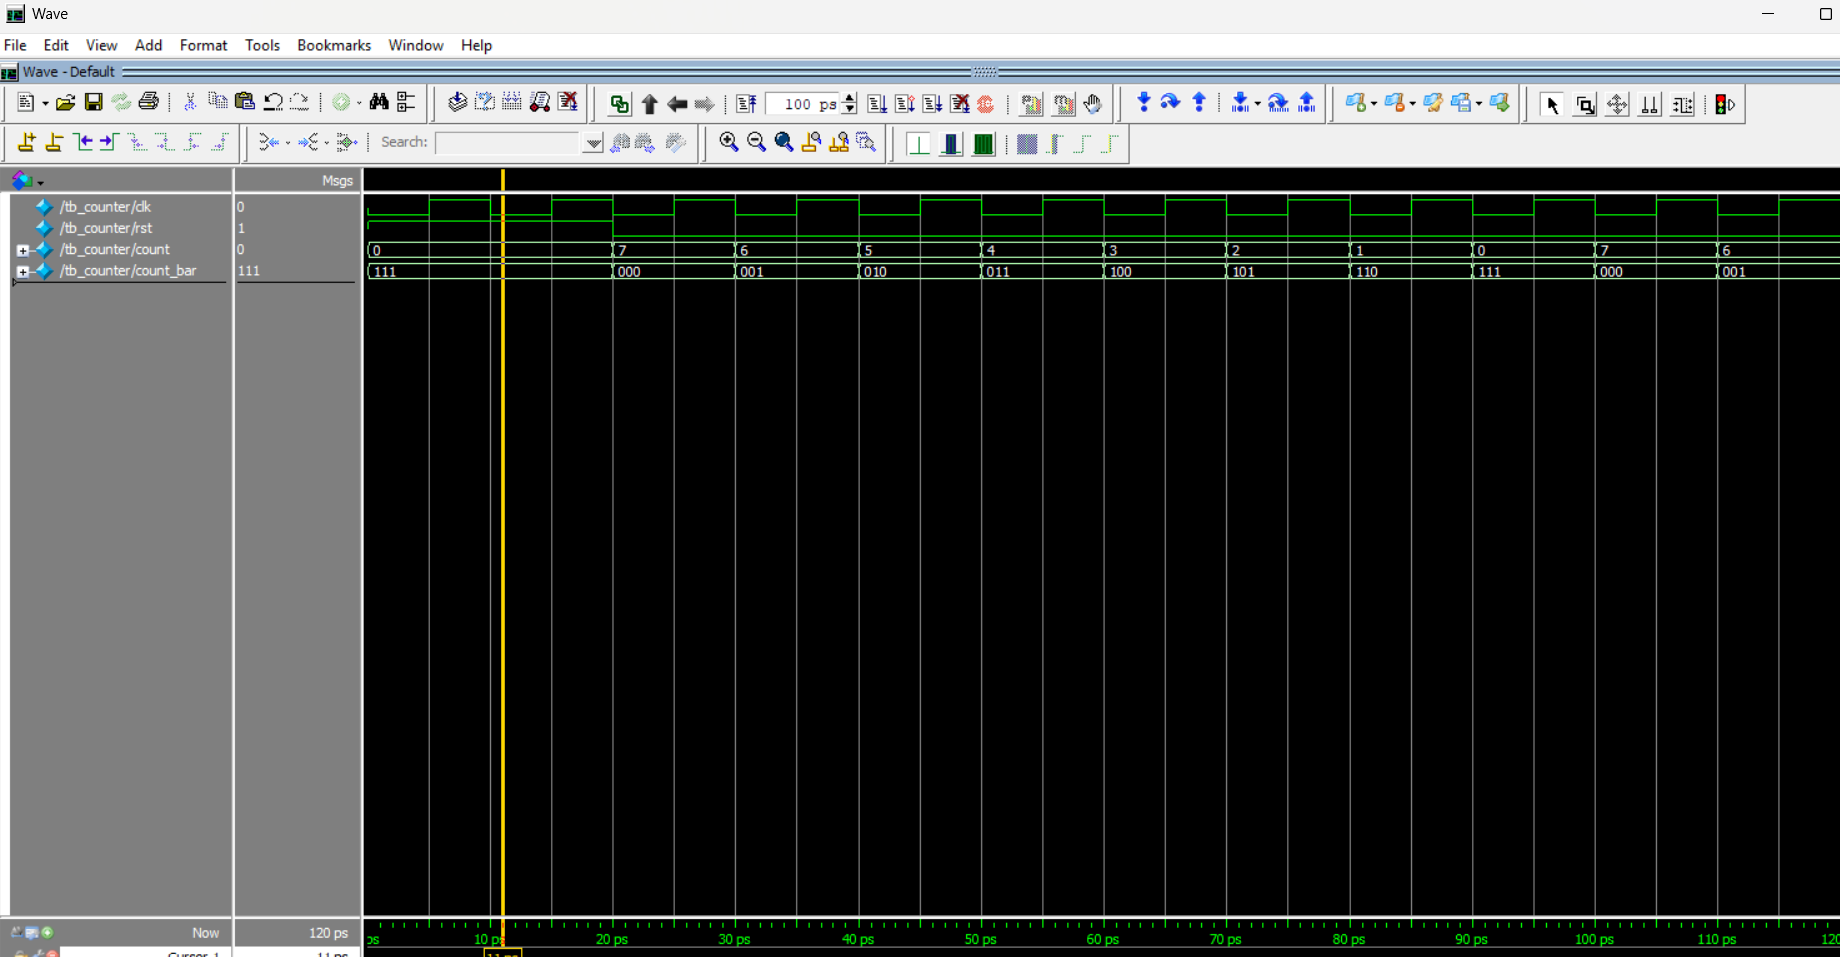 Wave
File Edit View Add Format Tools Bookmarks Window Help
Wave - Default
100 ps
Search:
Msgs
/tb_counter/clk 0
/tb_counter/rst 1
/tb_counter/count 0 0 7 6 5 4 3 2 1 0 7 6
/tb_counter/count_bar 111 111 000 001 010 011 100 101 110 111 000 001
Now 120 ps ps 10 ps 20 ps 30 ps 40 ps 50 ps 60 ps 70 ps 80 ps 90 ps 100 ps 110 ps 120
Cursor 1 11 ps 11 ps